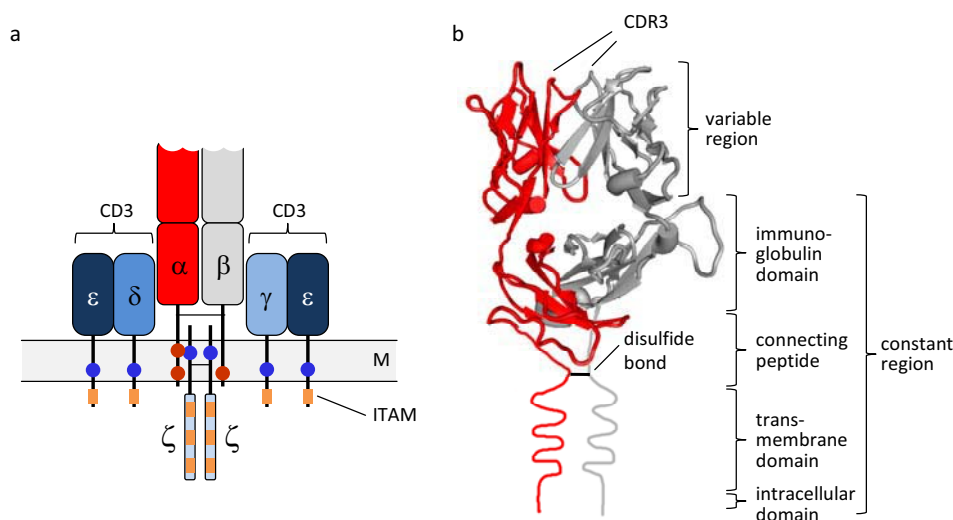 a
CD3
CD3
α
β
ε
δ
γ
ε
M
ITAM
ζ
ζ
b
CDR3
variable
region
immuno-
globulin
domain
disulfide
bond
connecting
peptide
constant
region
trans-
membrane
domain
intracellular
domain